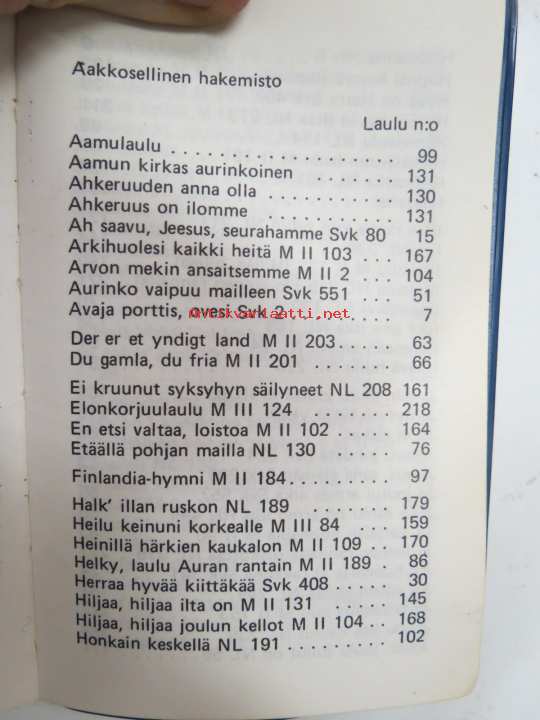 Aakkosellinen hakemisto
Laulu n:o
Aamulaulu . . . . . . . . . . . . . . . . . . . 99
Aamun kirkas aurinkoinen . . . . . . . . 131
Ahkeruuden anna olla . . . . . . . . . . . 130
Ahkeruus on ilomme . . . . . . . . . . . . 131
Ah saavu, Jeesus, seurahamme Svk 80 15
Arkihuolesi kaikki heitä M II 103 . . . 167
Arvon mekin ansaitsemme M II 2 . . . 104
Aurinko vaipuu mailleen Svk 551 . . . . 51
Avaja porttis, ovesi Svk 2 . . . . . . . . . 7
Der er et yndigt land M II 203 . . . 63
Du gamla, du fria M II 201 . . . . . . . 66
Ei kruunut syksyhyn säilyneet NL 208 161
Elonkorjuulaulu M III 124 . . . . . . . 218
En etsi valtaa, loistoa M II 102 . . . . . 164
Etäällä pohjan mailla NL 130 . . . . . . 76
Finlandia-hymni M II 184 . . . . . . . . . 97
Halk' illan ruskon NL 189 . . . . . . . . 179
Heilu keinuni korkealle M III 84 . . . . 159
Heinillä härkien kaukalon M II 109 . . 170
Helky, laulu Auran rantain M II 189 . 86
Herraa hyvää kiittäkää Svk 408 . . . . . 30
Hiljaa, hiljaa ilta on M II 131 . . . . . 145
Hiljaa, hiljaa joulun kellot M II 104 . . 168
Honkain keskellä NL 191 . . . . . . . . . 102